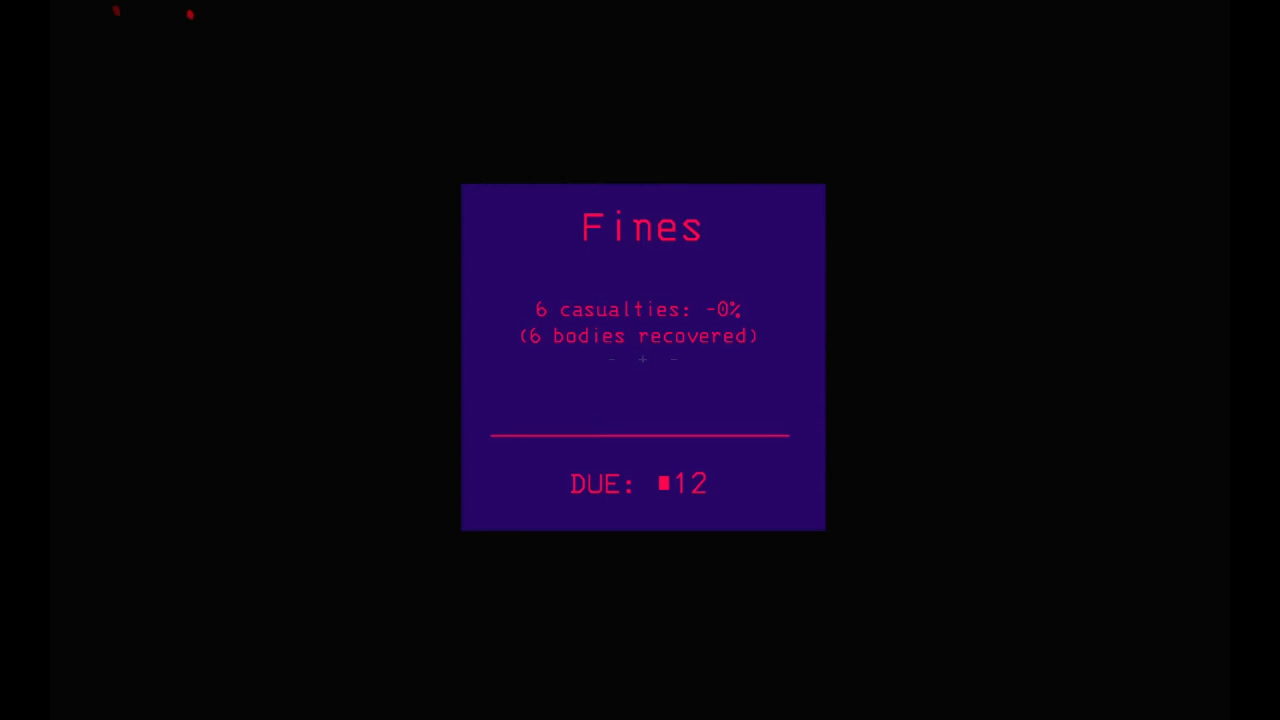 Fines
6 casualties: -0%
(6 bodies recovered)
- + -
DUE: ■12